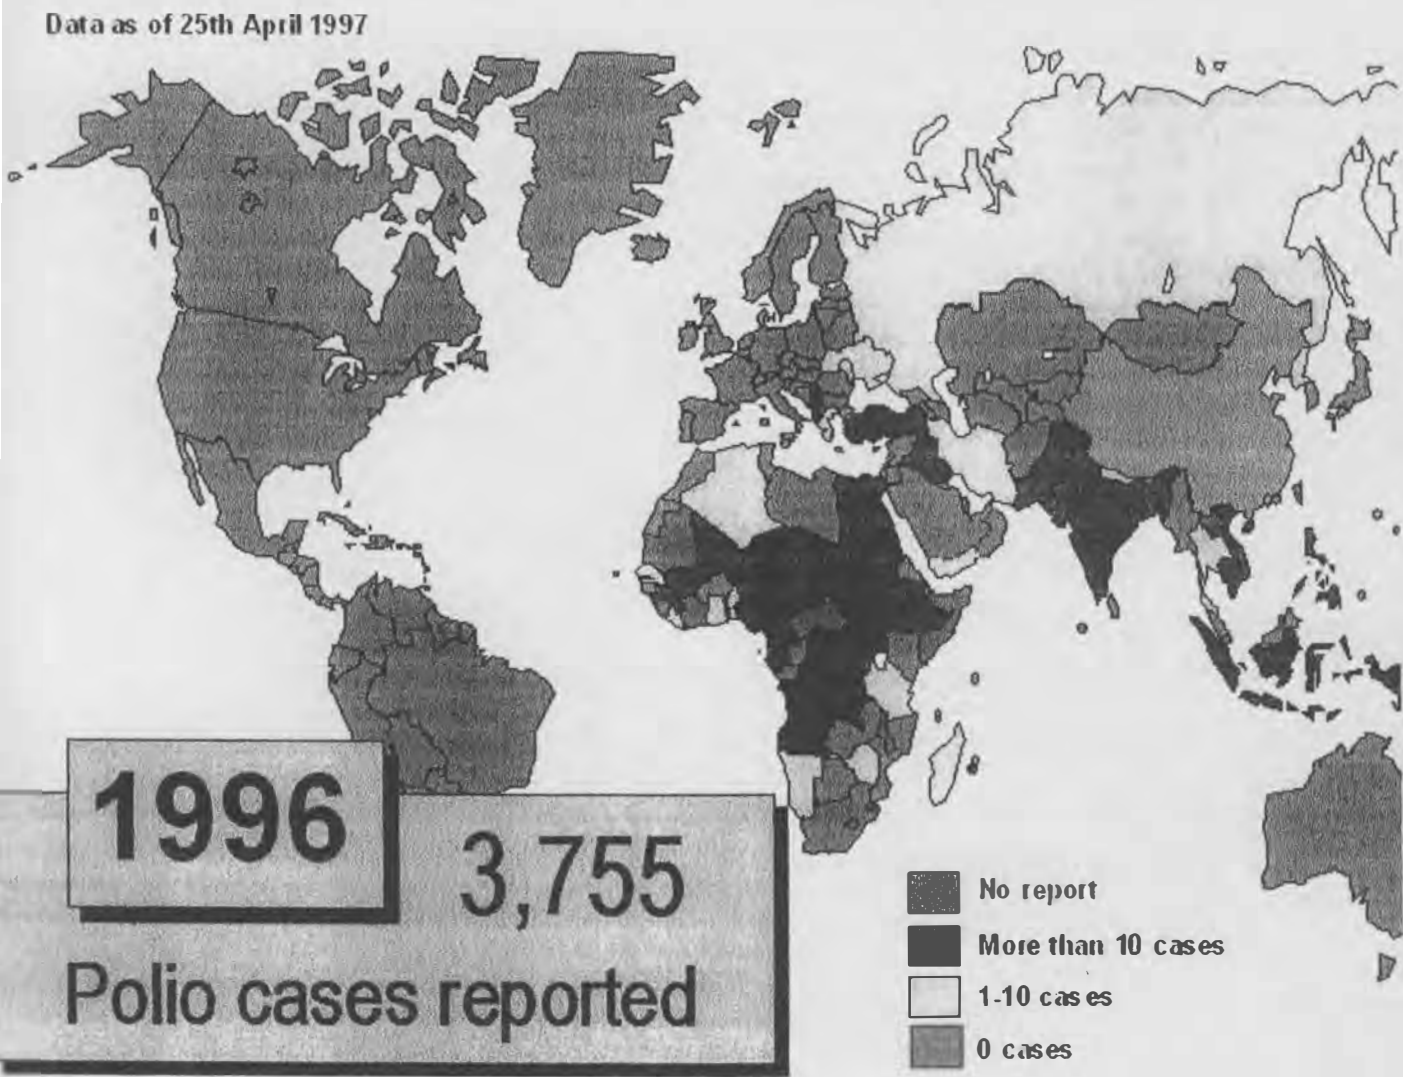 Data as of 25th April 1997
1996
3,755
Polio cases reported
No report
More than 10 cases
1-10 cases
0 cases